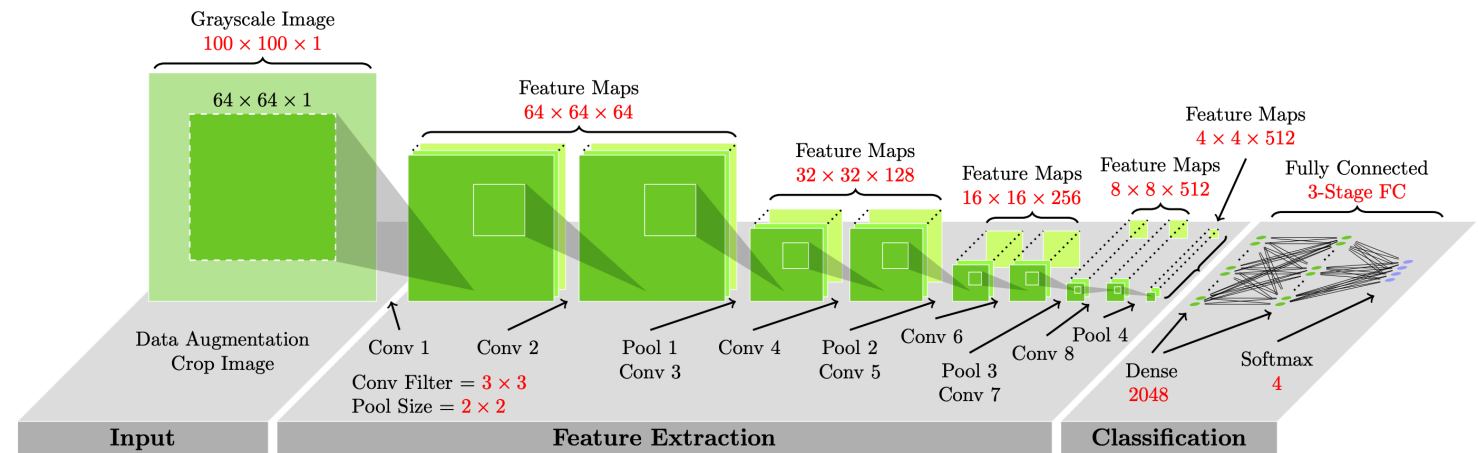 Grayscale Image
100 × 100 × 1
64 × 64 × 1
Feature Maps
64 × 64 × 64
Feature Maps
32 × 32 × 128
Feature Maps
16 × 16 × 256
Feature Maps
8 × 8 × 512
Feature Maps
4 × 4 × 512
Fully Connected
3-Stage FC
Data Augmentation
Crop Image
Conv 1
Conv 2
Conv Filter = 3 × 3
Pool Size = 2 × 2
Pool 1
Conv 3
Conv 4
Pool 2
Conv 5
Conv 6
Pool 3
Conv 7
Conv 8
Pool 4
Dense
2048
Softmax
4
Input
Feature Extraction
Classification